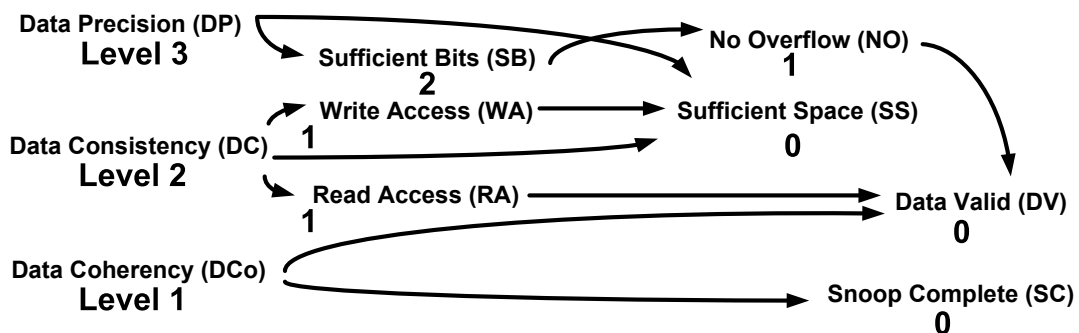 Data Precision (DP)
Level 3
Sufficient Bits (SB)
2
No Overflow (NO)
1
Write Access (WA)
1
Sufficient Space (SS)
0
Data Consistency (DC)
Level 2
Read Access (RA)
1
Data Valid (DV)
0
Data Coherency (DCo)
Level 1
Snoop Complete (SC)
0